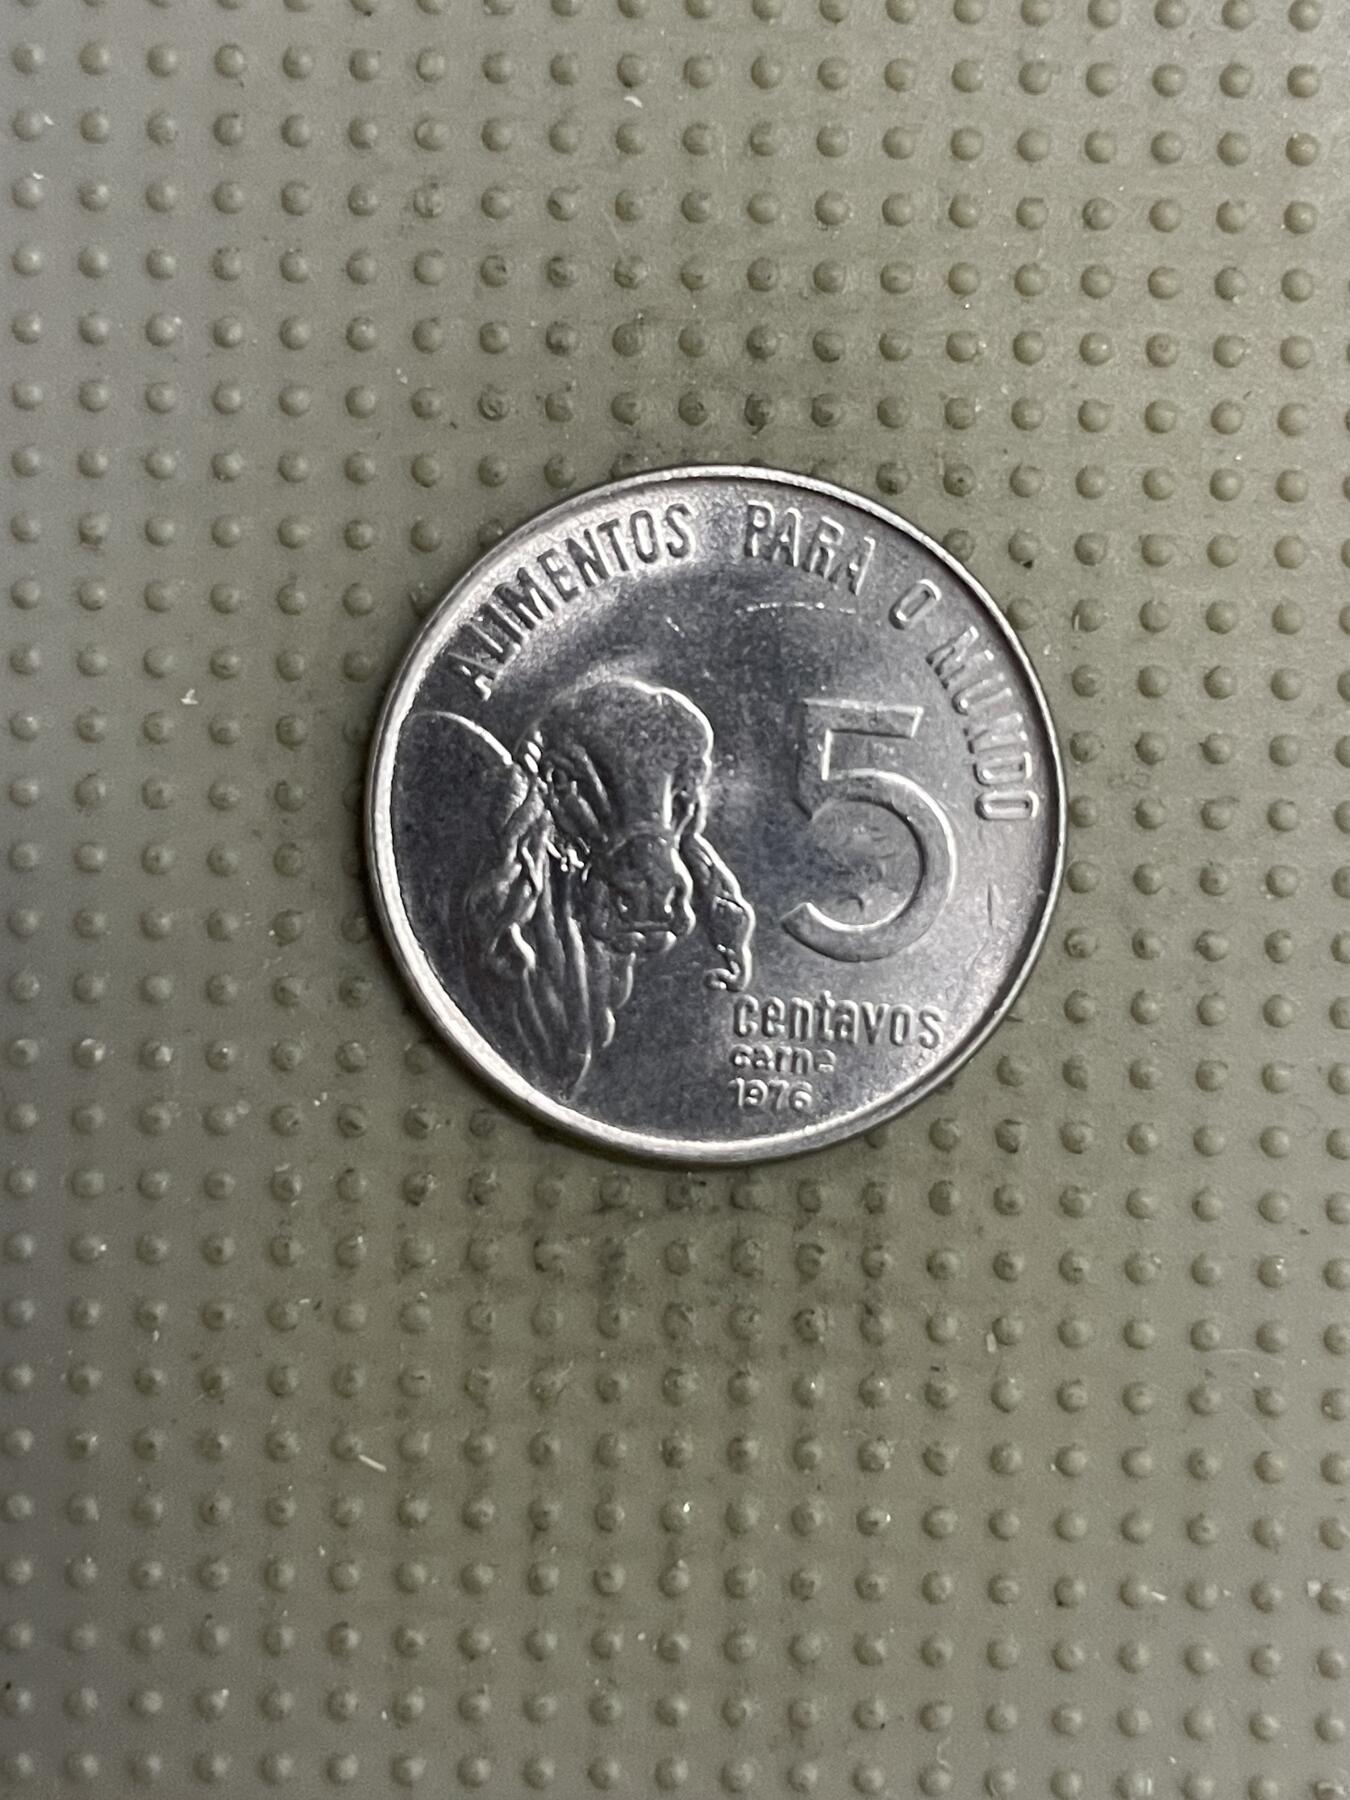 ALIMENTOS PARA O MUNDO
5
centavos
carne
1976